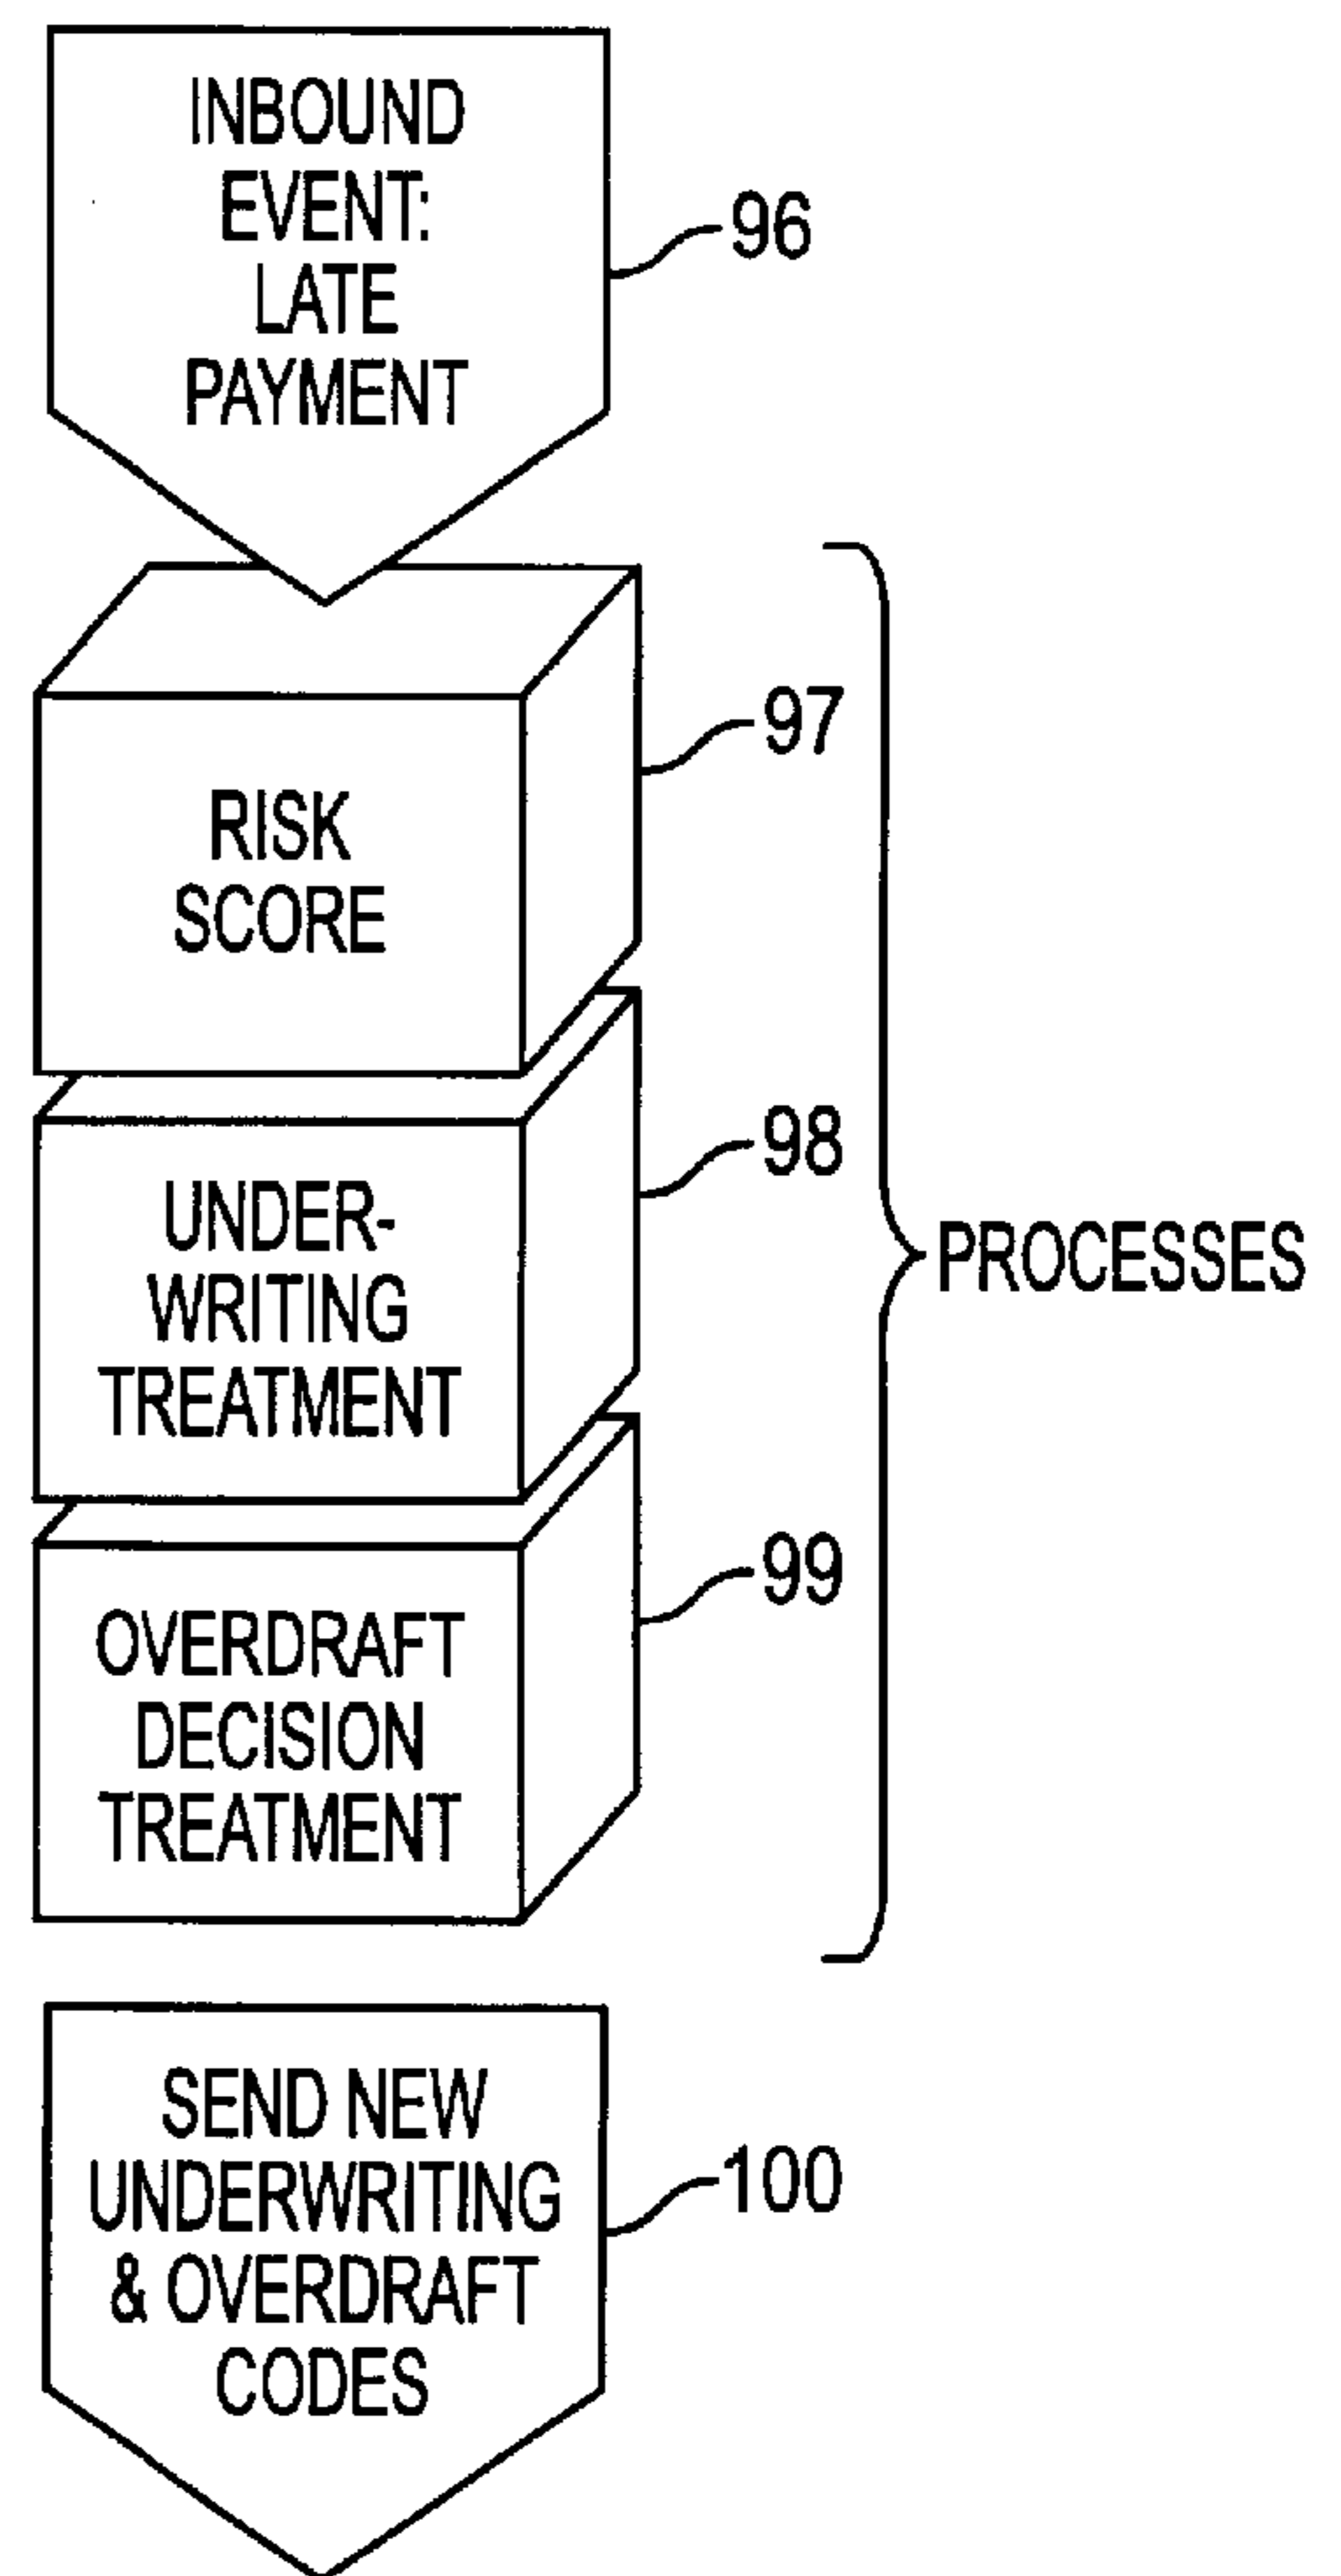 INBOUND
EVENT:
LATE
PAYMENT
96
RISK
SCORE
97
UNDER-
WRITING
TREATMENT
98
PROCESSES
OVERDRAFT
DECISION
TREATMENT
99
SEND NEW
UNDERWRITING
& OVERDRAFT
CODES
100